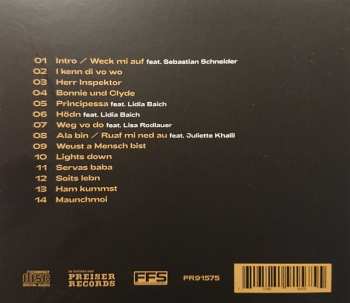 01 Intro / Weck mi auf feat. Sebastian Schneider
02 I kenn di vo wo
03 Herr Inspektor
04 Bonnie und Clyde
05 Principessa feat. Lidia Baich
06 Hödn feat. Lidia Baich
07 Weg vo do feat. Lisa Rodlauer
08 Ala bin / Ruaf mi ned au feat. Juliette Khalil
09 Weust a Mensch bist
10 Lights down
11 Servas baba
12 Soits lebn
13 Ham kummst
14 Maunchmoi
PREISER
RECORDS
FFS
PR91575